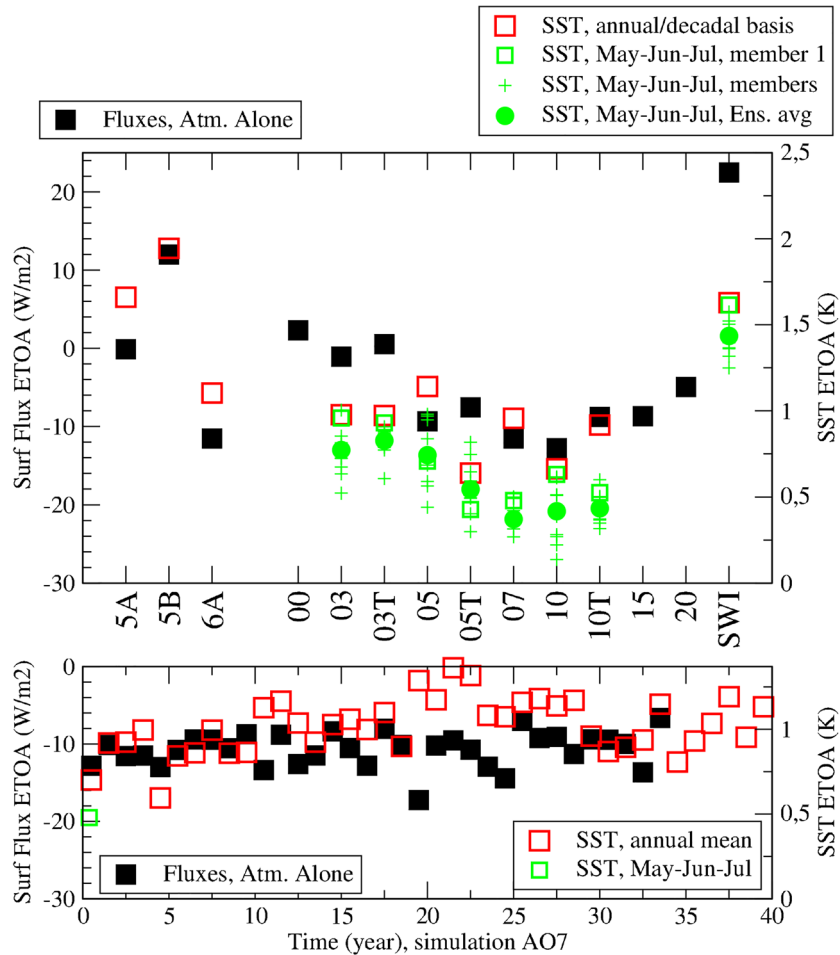 SST, annual/decadal basis
SST, May-Jun-Jul, member 1
SST, May-Jun-Jul, members
SST, May-Jun-Jul, Ens. avg
Fluxes, Atm. Alone
Surf Flux ETOA (W/m2)
20
10
0
-10
-20
-30
2,5
2
1,5
1
0,5
0
SST ETOA (K)
5A 5B 6A 00 03 03T 05 05T 07 10 10T 15 20 SWI
Surf Flux ETOA (W/m2)
0
-10
-20
-30
1
0,5
0
SST ETOA (K)
SST, annual mean
SST, May-Jun-Jul
Fluxes, Atm. Alone
0 5 10 15 20 25 30 35 40
Time (year), simulation AO7